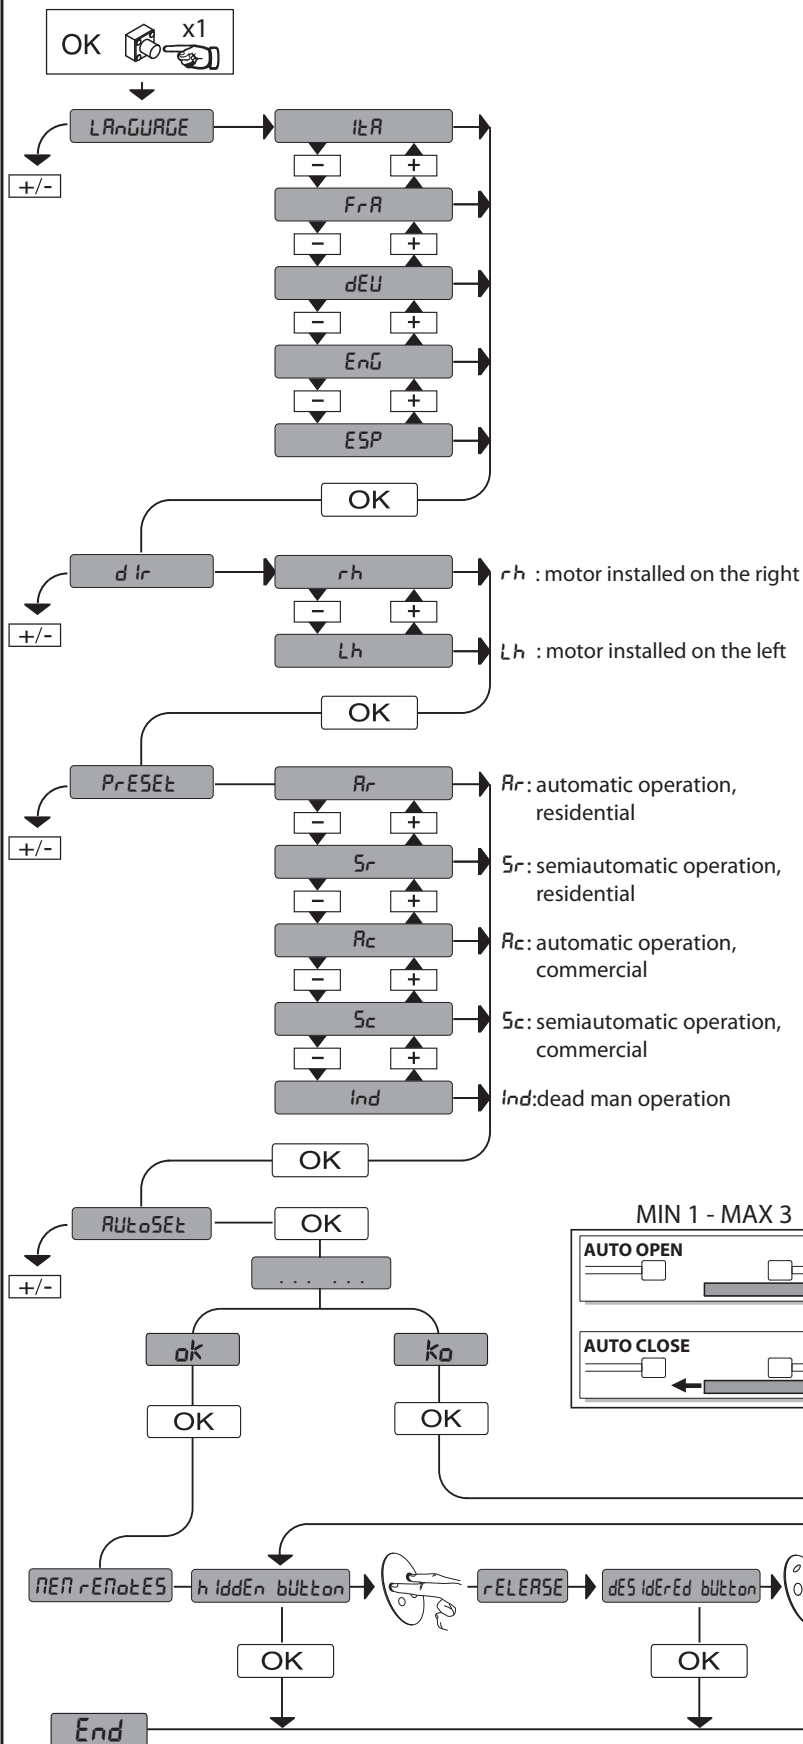 OK x1
LAnGUAGE
ItA
+/-
- +
FrA
- +
dEU
- +
EnG
- +
ESP
OK
dIr
rh
rh : motor installed on the right
+/-
- +
Lh
Lh : motor installed on the left
OK
PrESEt
Ar
Ar: automatic operation,
residential
+/-
- +
Sr
Sr: semiautomatic operation,
residential
- +
Ac
Ac: automatic operation,
commercial
- +
Sc
Sc: semiautomatic operation,
commercial
- +
Ind
Ind:dead man operation
OK
AUtoSEt
OK
+/-
... ...
MIN 1 - MAX 3
AUTO OPEN
AUTO CLOSE
ok
ko
OK
OK
MEM rEMotES
hIddEn bUtton
rELEASE
dESIdErEd bUtton
OK
OK
End